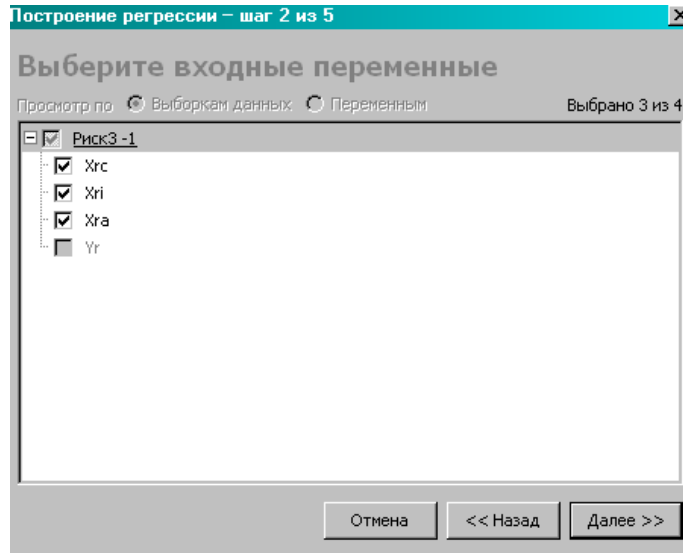 Построение регрессии – шаг 2 из 5
Выберите входные переменные
Просмотр по Выборкам данных Переменным Выбрано 3 из 4
Риск3 -1
Xrc
Xri
Xra
Yr
Отмена << Назад Далее >>